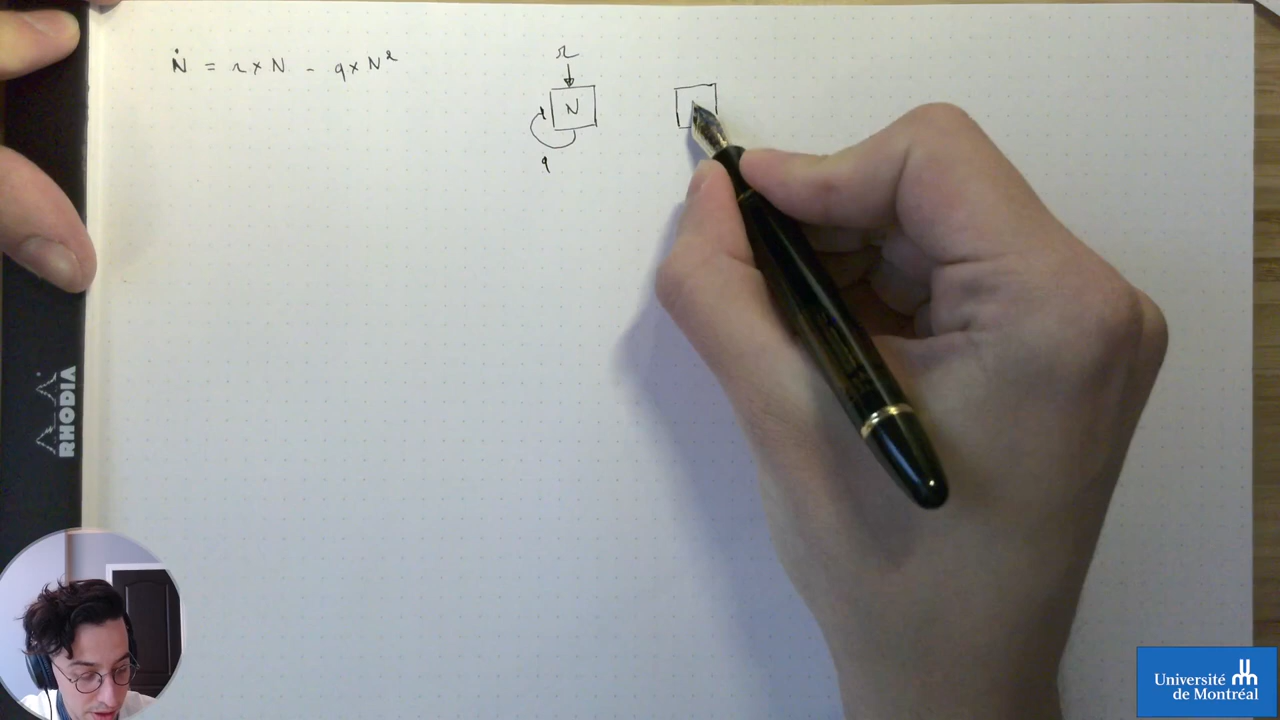 Ṅ = r × N - q × N²
r
N
q
RHODIA
Université
de Montréal